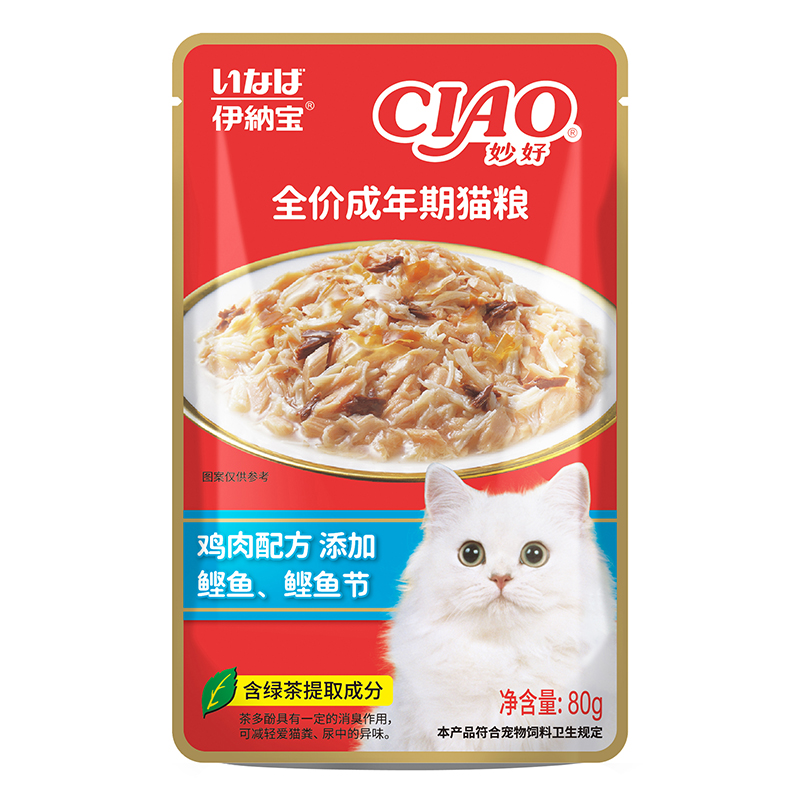 いなば
伊納宝®
CIAO®
妙好
全价成年期猫粮
图案仅供参考
鸡肉配方 添加
鲣鱼、鲣鱼节
含绿茶提取成分
茶多酚具有一定的消臭作用，
可减轻爱猫粪、尿中的异味。
净含量: 80g
本产品符合宠物饲料卫生规定